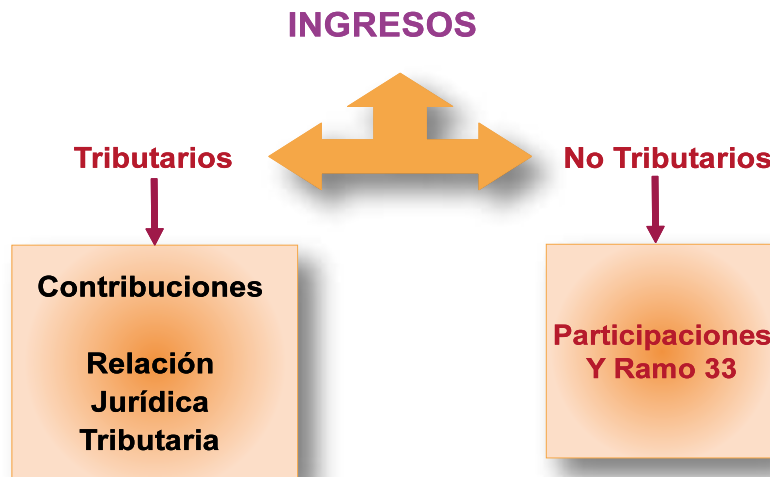 INGRESOS
Tributarios
No Tributarios
Contribuciones
Relación
Jurídica
Tributaria
Participaciones
Y Ramo 33